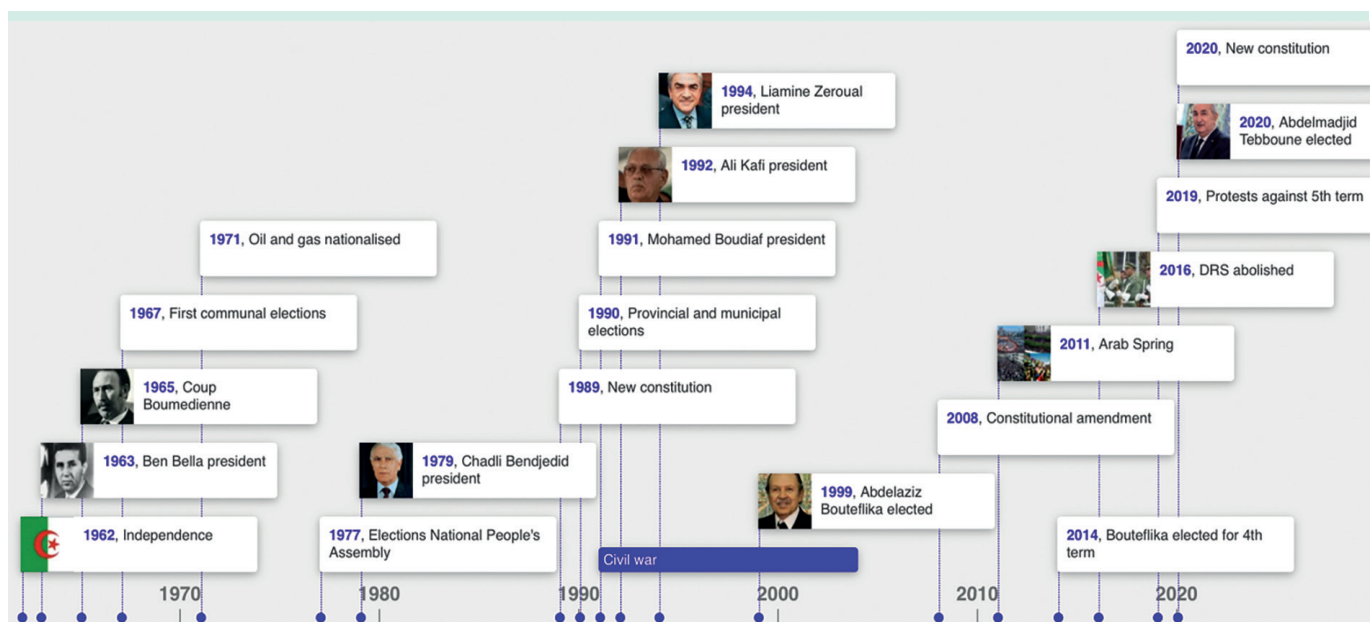 2020, New constitution
1994, Liamine Zeroual
president
2020, Abdelmadjid
Tebboune elected
1992, Ali Kafi president
2019, Protests against 5th term
1971, Oil and gas nationalised
1991, Mohamed Boudiaf president
2016, DRS abolished
1967, First communal elections
1990, Provincial and municipal
elections
2011, Arab Spring
1965, Coup
Boumedienne
1989, New constitution
2008, Constitutional amendment
1963, Ben Bella president
1979, Chadli Bendjedid
president
1999, Abdelaziz
Bouteflika elected
1962, Independence
1977, Elections National People's
Assembly
Civil war
2014, Bouteflika elected for 4th
term
1970
1980
1990
2000
2010
2020